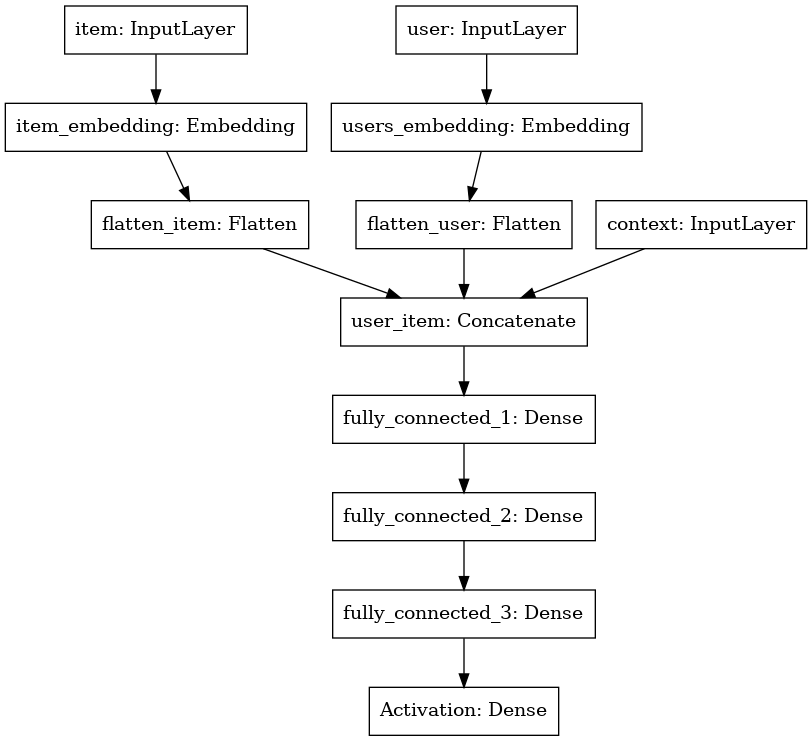 item: InputLayer
user: InputLayer
item_embedding: Embedding
users_embedding: Embedding
flatten_item: Flatten
flatten_user: Flatten
context: InputLayer
user_item: Concatenate
fully_connected_1: Dense
fully_connected_2: Dense
fully_connected_3: Dense
Activation: Dense